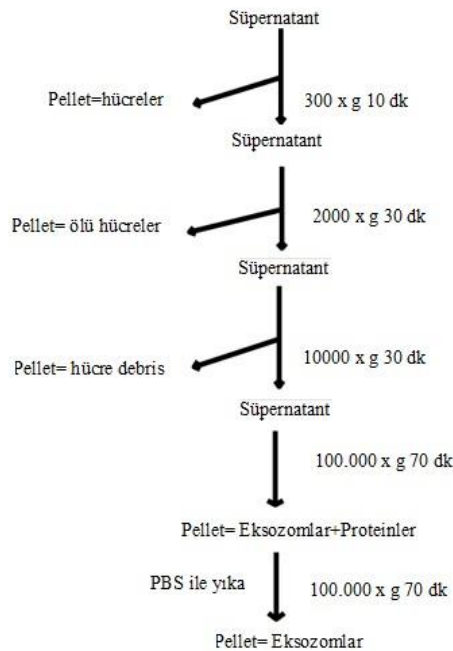 Süpernatant
Pellet=hücreler
300 x g 10 dk
Süpernatant
Pellet= ölü hücreler
2000 x g 30 dk
Süpernatant
Pellet= hücre debris
10000 x g 30 dk
Süpernatant
100.000 x g 70 dk
Pellet= Eksozomlar+Proteinler
PBS ile yıka
100.000 x g 70 dk
Pellet= Eksozomlar